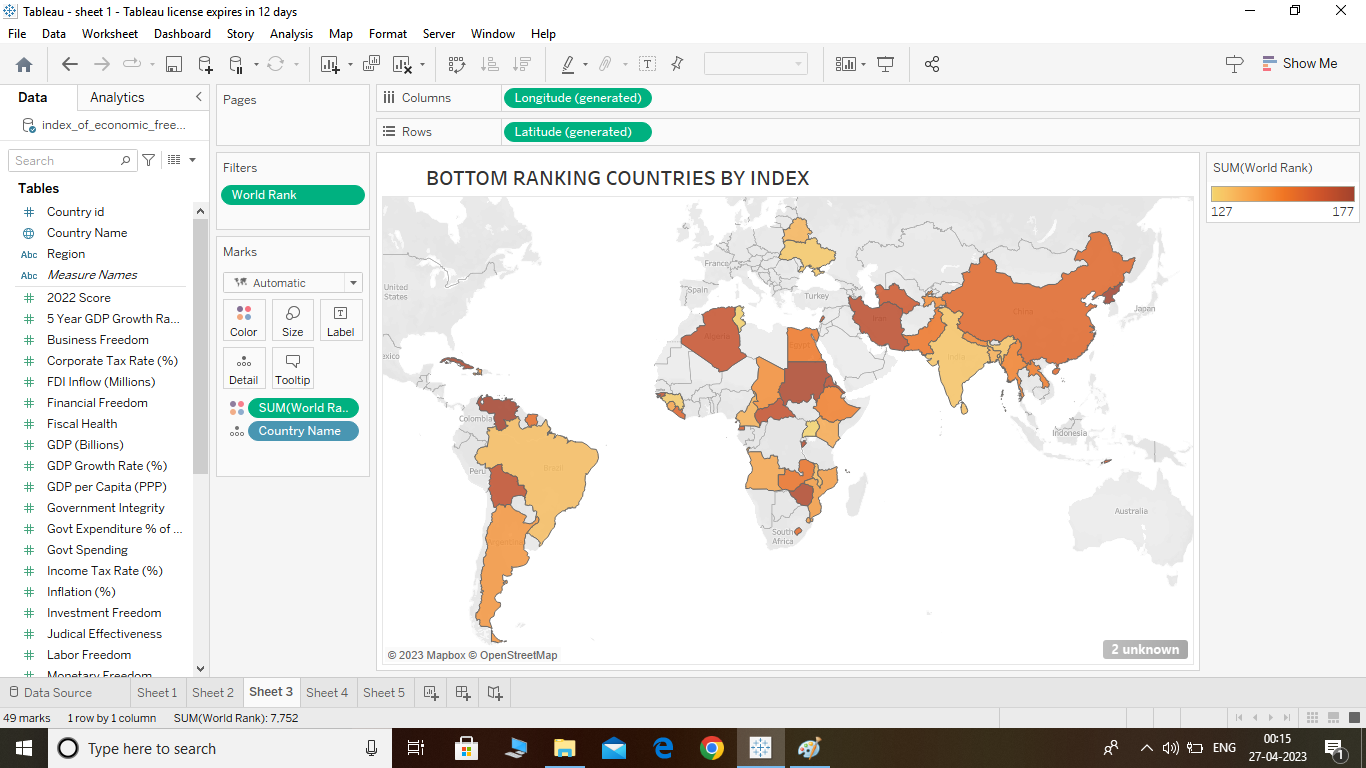 Tableau - sheet 1 - Tableau license expires in 12 days
File Data Worksheet Dashboard Story Analysis Map Format Server Window Help
Show Me
Data Analytics
index_of_economic_free...
Search
Tables
Country id
Country Name
Abc Region
Abc Measure Names
2022 Score
5 Year GDP Growth Ra...
Business Freedom
Corporate Tax Rate (%)
FDI Inflow (Millions)
Financial Freedom
Fiscal Health
GDP (Billions)
GDP Growth Rate (%)
GDP per Capita (PPP)
Government Integrity
Govt Expenditure % of ...
Govt Spending
Income Tax Rate (%)
Inflation (%)
Investment Freedom
Judical Effectiveness
Labor Freedom
Monetary Freedom
Pages
Filters
World Rank
Marks
Automatic
Color Size Label
Detail Tooltip
SUM(World Ra..
Country Name
Columns Longitude (generated)
Rows Latitude (generated)
BOTTOM RANKING COUNTRIES BY INDEX
United
States
exico
Colombia
Peru
Brazil
France
Spain
Turkey
Algeria
Egypt
Iran
India
China
Japan
Indonesia
South
Africa
Australia
© 2023 Mapbox © OpenStreetMap
2 unknown
SUM(World Rank)
127 177
Data Source Sheet 1 Sheet 2 Sheet 3 Sheet 4 Sheet 5
49 marks 1 row by 1 column SUM(World Rank): 7,752
Type here to search
ENG
00:15
27-04-2023
1